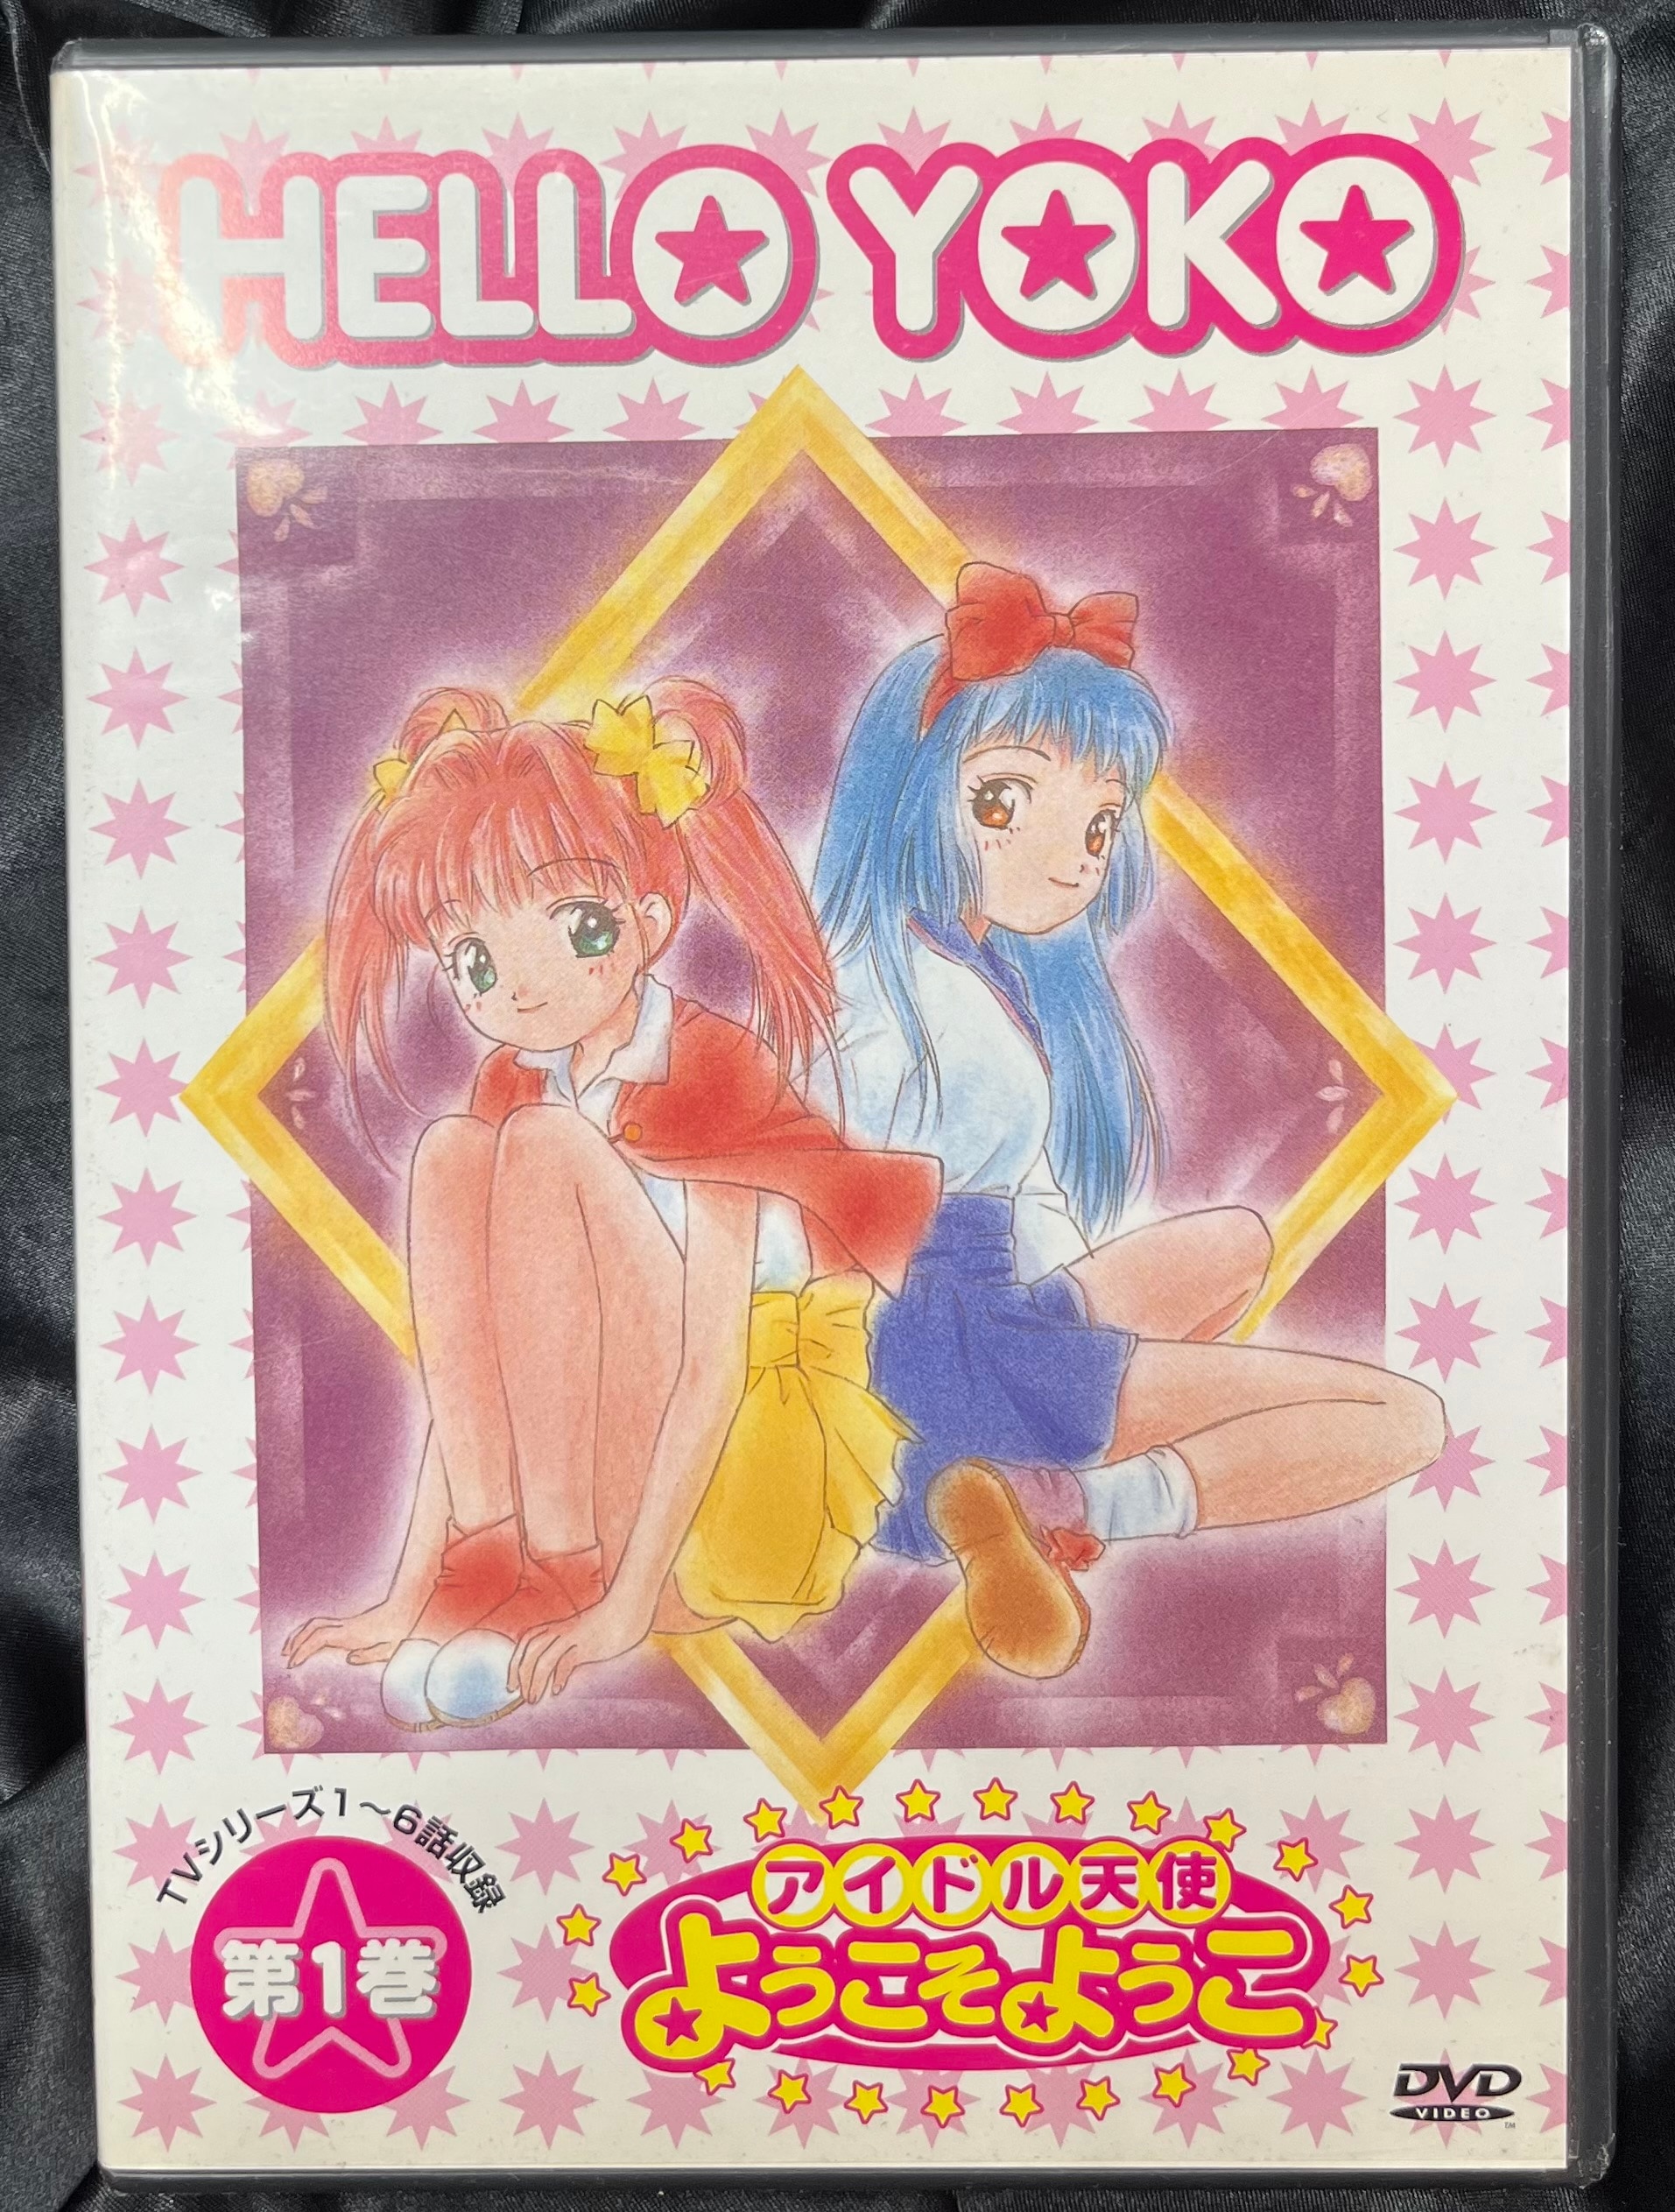 HELLO YOKO
TVシリーズ1～6話収録
第1巻
アイドル天使
ようこそようこ
DVD
VIDEO
TM